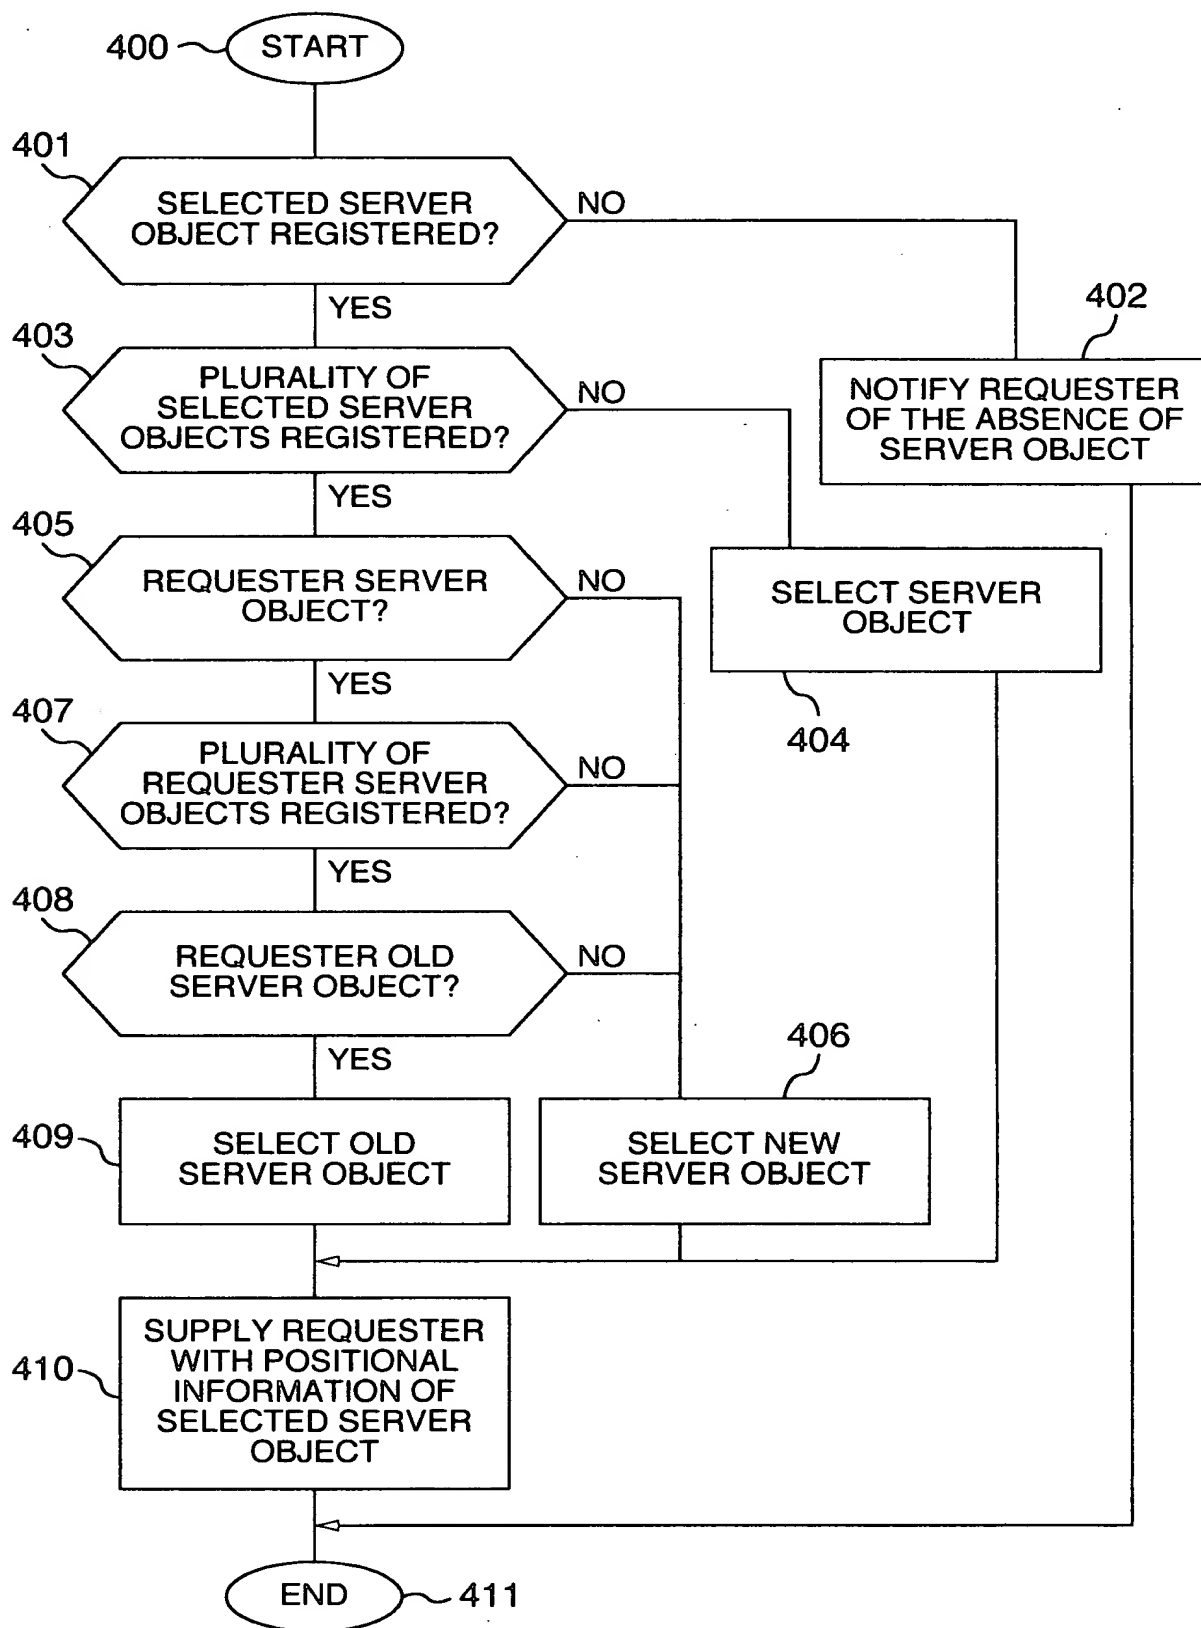 400
START
401
SELECTED SERVER
OBJECT REGISTERED?
NO
YES
402
NOTIFY REQUESTER
OF THE ABSENCE OF
SERVER OBJECT
403
PLURALITY OF
SELECTED SERVER
OBJECTS REGISTERED?
NO
YES
405
REQUESTER SERVER
OBJECT?
NO
YES
SELECT SERVER
OBJECT
404
407
PLURALITY OF
REQUESTER SERVER
OBJECTS REGISTERED?
NO
YES
408
REQUESTER OLD
SERVER OBJECT?
NO
YES
406
409
SELECT OLD
SERVER OBJECT
SELECT NEW
SERVER OBJECT
410
SUPPLY REQUESTER
WITH POSITIONAL
INFORMATION OF
SELECTED SERVER
OBJECT
END
411